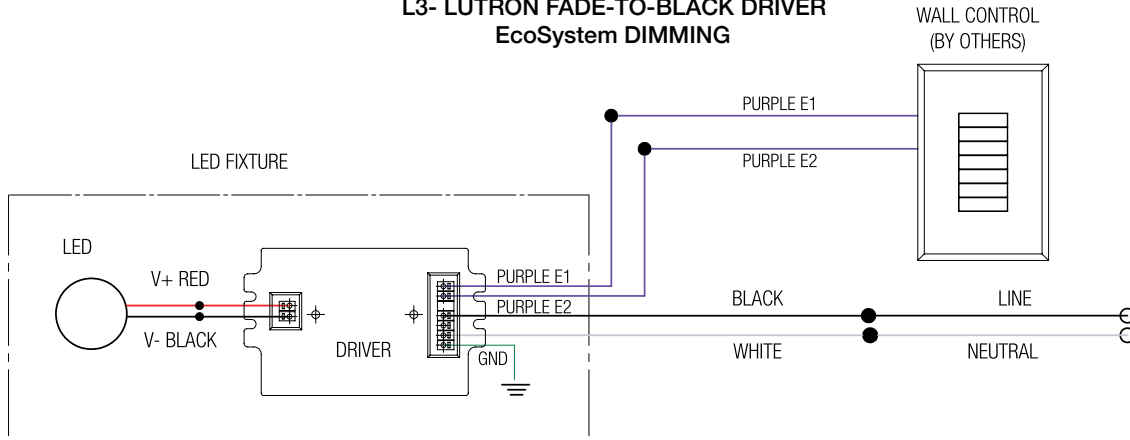 L3- LUTRON FADE-TO-BLACK DRIVER
EcoSystem DIMMING
WALL CONTROL
(BY OTHERS)
PURPLE E1
PURPLE E2
LED FIXTURE
LED
V+ RED
V- BLACK
DRIVER
PURPLE E1
PURPLE E2
GND
BLACK
LINE
WHITE
NEUTRAL